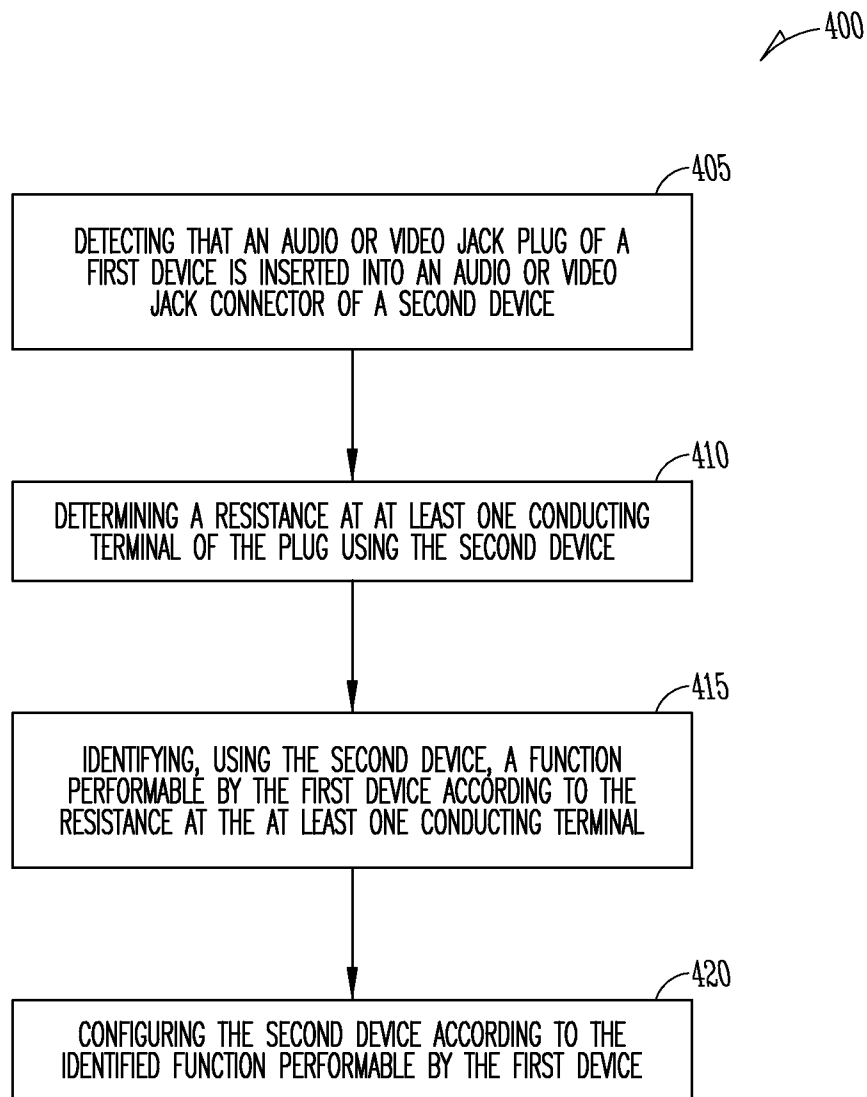 400
405
DETECTING THAT AN AUDIO OR VIDEO JACK PLUG OF A
FIRST DEVICE IS INSERTED INTO AN AUDIO OR VIDEO
JACK CONNECTOR OF A SECOND DEVICE
410
DETERMINING A RESISTANCE AT AT LEAST ONE CONDUCTING
TERMINAL OF THE PLUG USING THE SECOND DEVICE
415
IDENTIFYING, USING THE SECOND DEVICE, A FUNCTION
PERFORMABLE BY THE FIRST DEVICE ACCORDING TO THE
RESISTANCE AT THE AT LEAST ONE CONDUCTING TERMINAL
420
CONFIGURING THE SECOND DEVICE ACCORDING TO THE
IDENTIFIED FUNCTION PERFORMABLE BY THE FIRST DEVICE